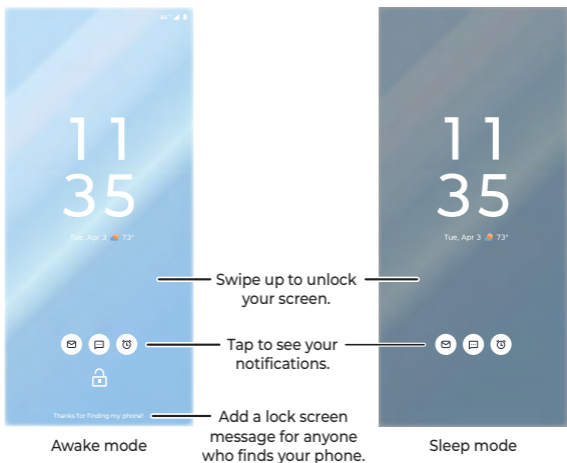 11
35
Tue, Apr 3 73°
Thanks for finding my phone!
Awake mode
Swipe up to unlock
your screen.
Tap to see your
notifications.
Add a lock screen
message for anyone
who finds your phone.
11
35
Tue, Apr 3 73°
Sleep mode